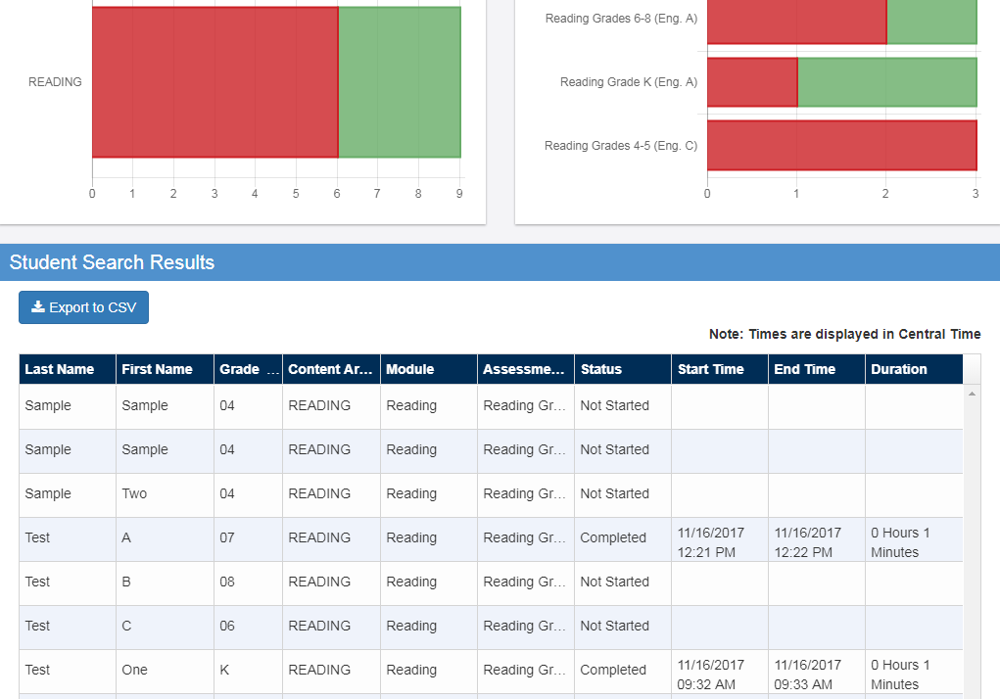 READING
0 1 2 3 4 5 6 7 8 9
Reading Grades 6-8 (Eng. A)
Reading Grade K (Eng. A)
Reading Grades 4-5 (Eng. C)
0 1 2 3
Student Search Results
Export to CSV
Note: Times are displayed in Central Time
Last Name First Name Grade ... Content Ar... Module Assessme... Status Start Time End Time Duration
Sample Sample 04 READING Reading Reading Gr... Not Started
Sample Sample 04 READING Reading Reading Gr... Not Started
Sample Two 04 READING Reading Reading Gr... Not Started
Test A 07 READING Reading Reading Gr... Completed 11/16/2017 11/16/2017 0 Hours 1
12:21 PM 12:22 PM Minutes
Test B 08 READING Reading Reading Gr... Not Started
Test C 06 READING Reading Reading Gr... Not Started
Test One K READING Reading Reading Gr... Completed 11/16/2017 11/16/2017 0 Hours 1
09:32 AM 09:33 AM Minutes